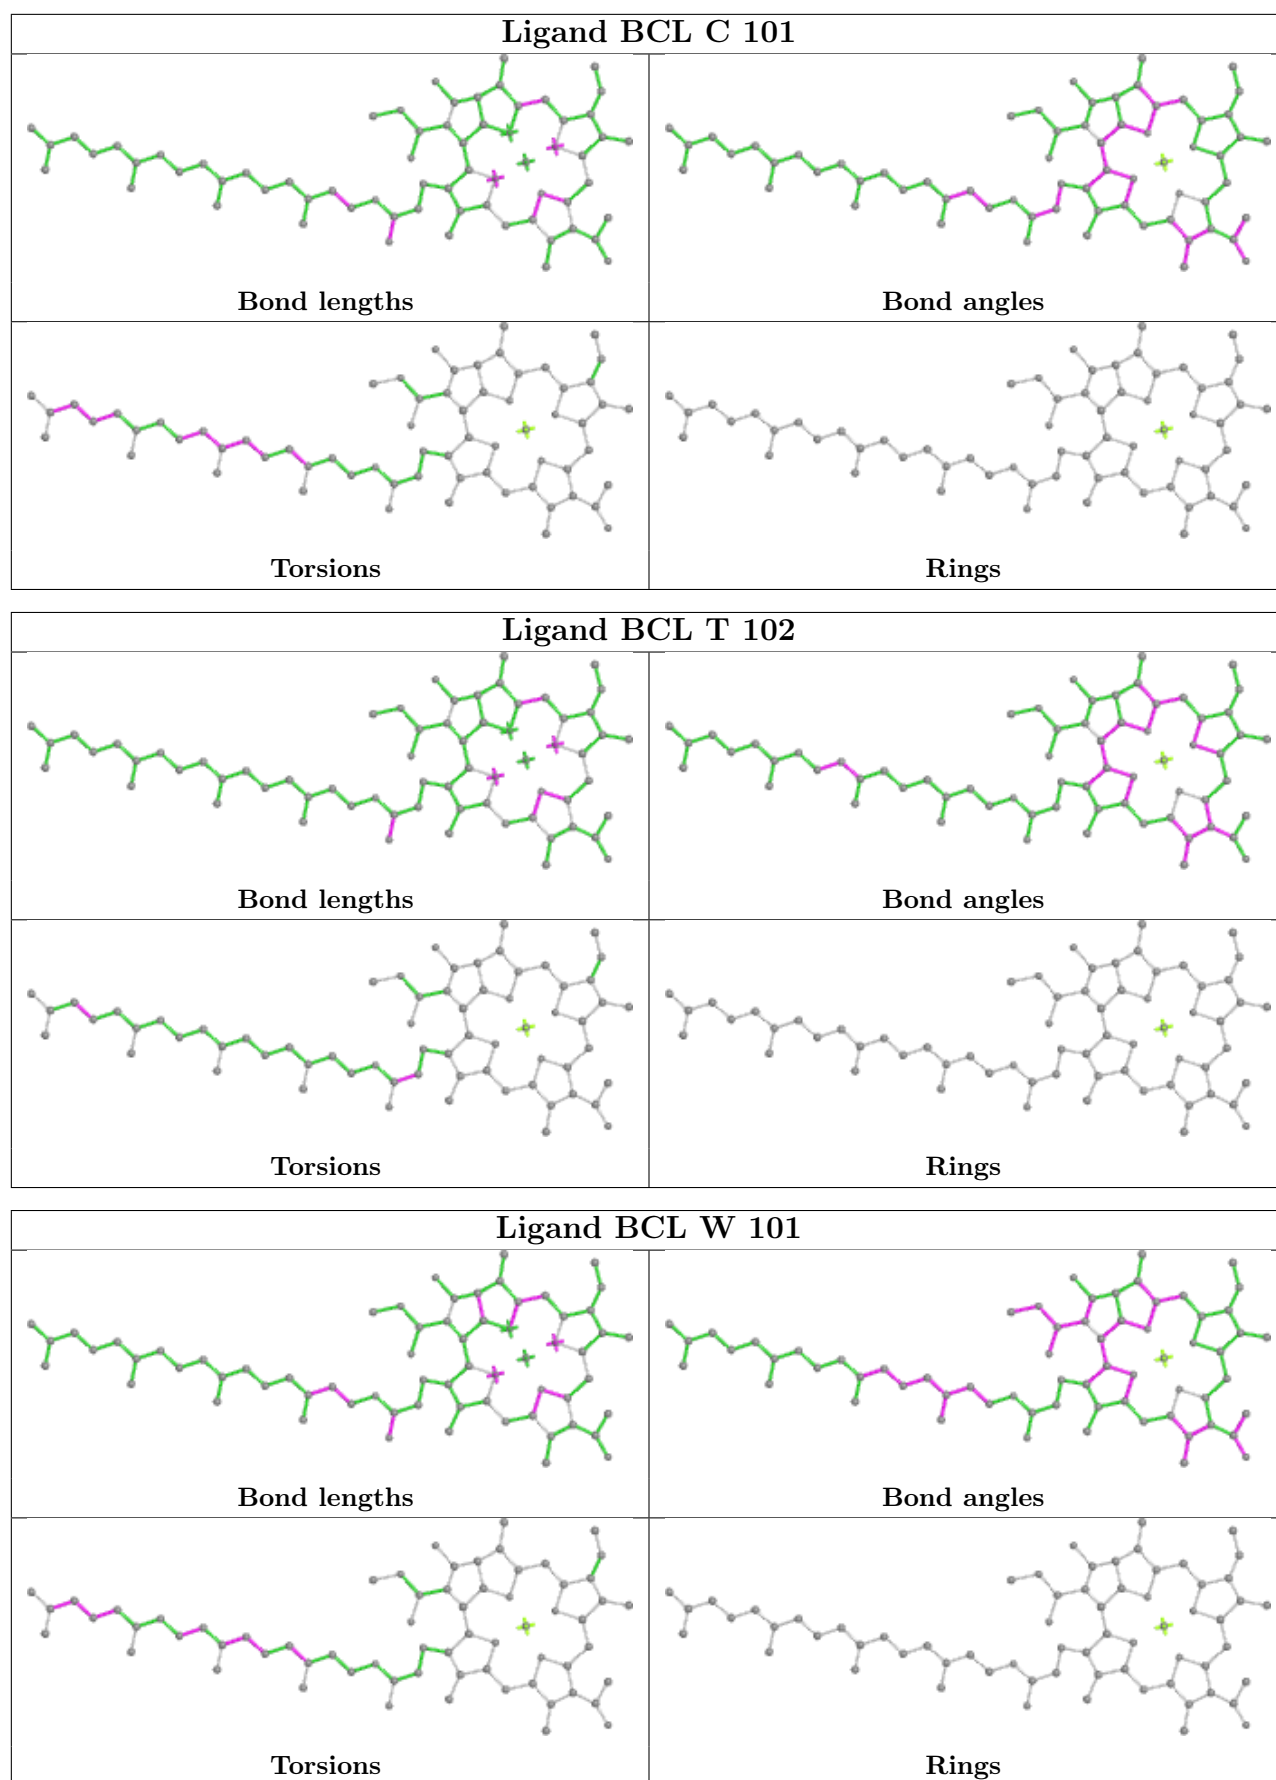 Ligand BCL C 101
Bond lengths
Bond angles
Torsions
Rings
Ligand BCL T 102
Bond lengths
Bond angles
Torsions
Rings
Ligand BCL W 101
Bond lengths
Bond angles
Torsions
Rings